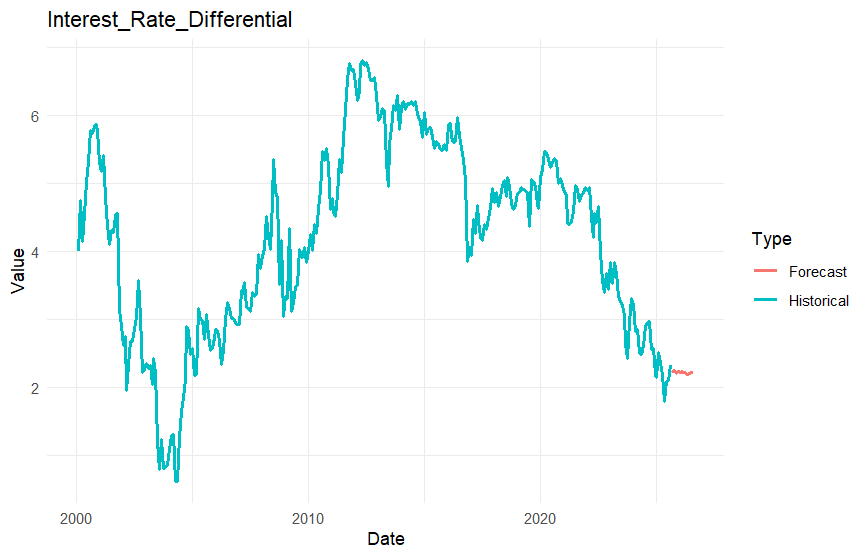 Interest_Rate_Differential
6
4
2
Value
2000
2010
2020
Date
Type
Forecast
Historical